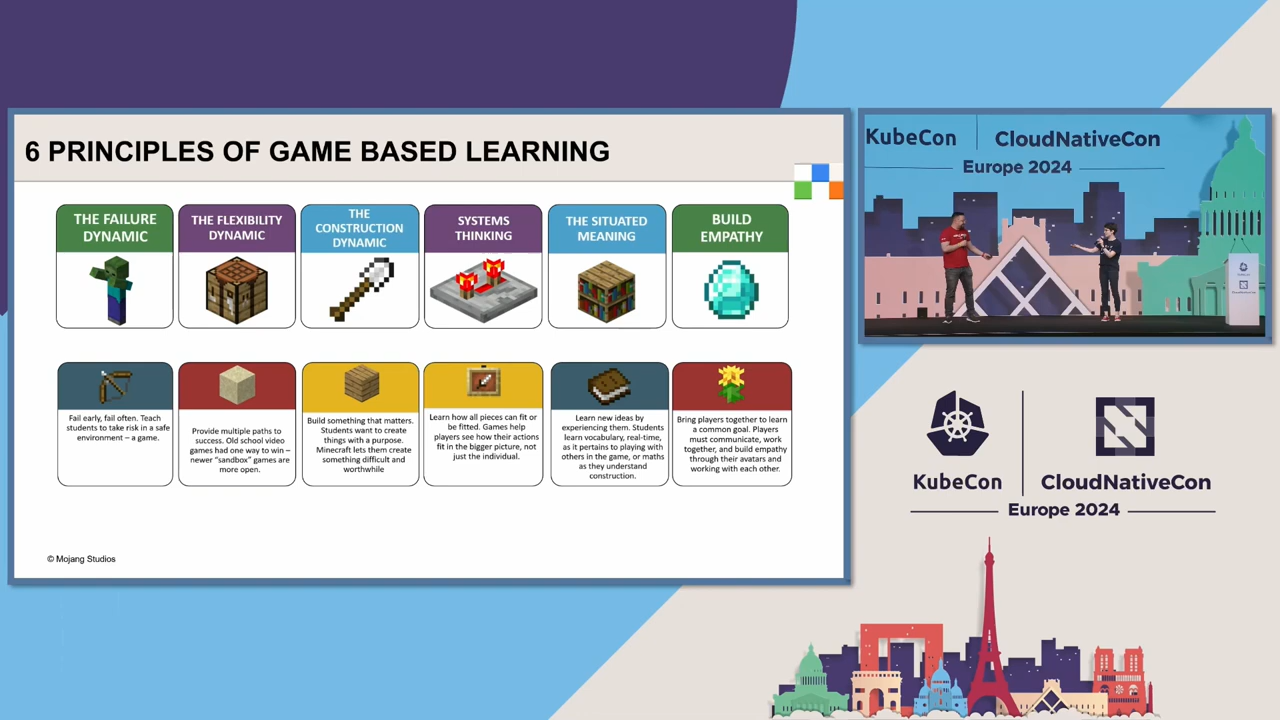 6 PRINCIPLES OF GAME BASED LEARNING
THE FAILURE
DYNAMIC
THE FLEXIBILITY
DYNAMIC
THE
CONSTRUCTION
DYNAMIC
SYSTEMS
THINKING
THE SITUATED
MEANING
BUILD
EMPATHY
Fail early, fail often. Teach
students to take risk in a safe
environment – a game.
Provide multiple paths to
success. Old school video
games had one way to win –
newer “sandbox” games are
more open.
Build something that matters.
Students want to create
things with a purpose.
Minecraft lets them create
something difficult and
worthwhile
Learn how all pieces can fit or
be fitted. Games help
players see how their actions
fit in the bigger picture, not
just the individual.
Learn new ideas by
experiencing them. Students
learn vocabulary, real-time,
as it pertains to playing with
others in the game, or maths
as they understand
construction.
Bring players together to learn
a common goal. Players
must communicate, work
together, and build empathy
through their avatars and
working with each other.
© Mojang Studios
KubeCon
CloudNativeCon
Europe 2024
KubeCon
CloudNativeCon
Europe 2024